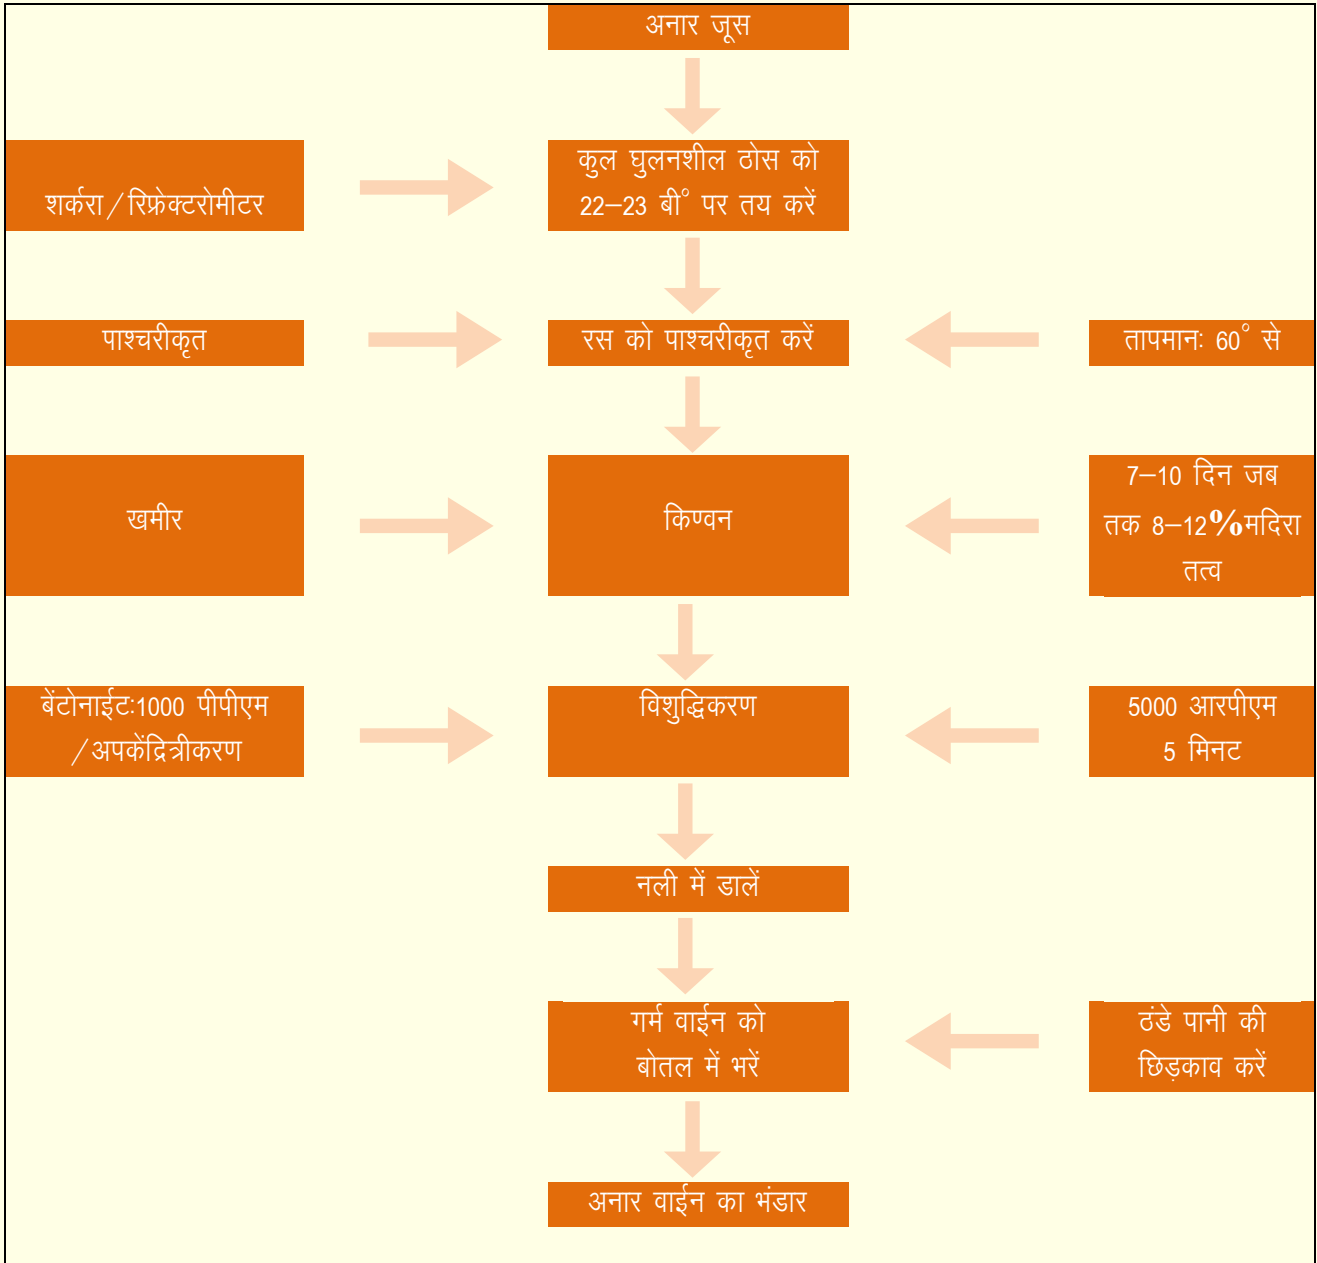 अनार जूस
कुल घुलनशील ठोस को
22–23 बी° पर तय करें
शर्करा/रिफ्रेक्टरोमीटर
पाश्चरीकृत
रस को पाश्चरीकृत करें
तापमानः 60° से
खमीर
किण्वन
7–10 दिन जब
तक 8–12%मदिरा
तत्व
बेंटोनाईटः1000 पीपीएम
/अपकेंद्रित्रीकरण
विशुद्धिकरण
5000 आरपीएम
5 मिनट
नली में डालें
गर्म वाईन को
बोतल में भरें
ठंडे पानी की
छिड़काव करें
अनार वाईन का भंडार